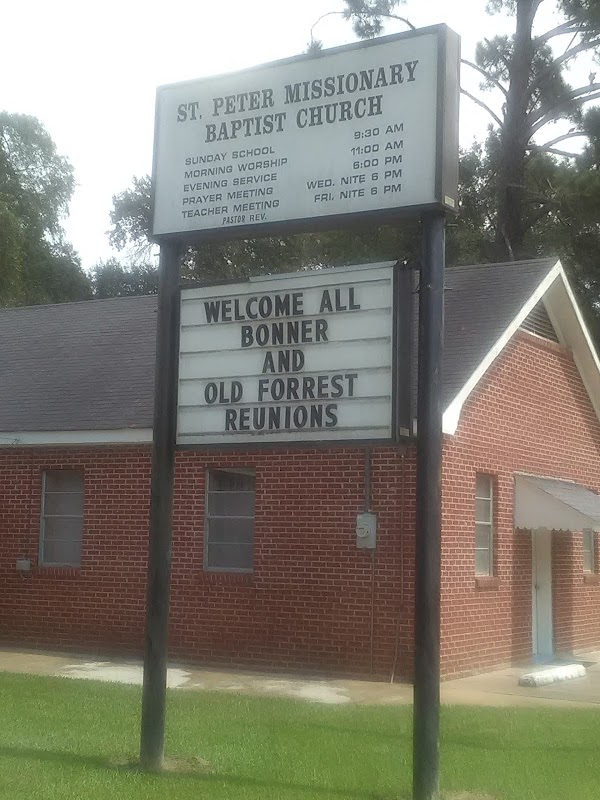 ST. PETER MISSIONARY
BAPTIST CHURCH
SUNDAY SCHOOL 9:30 AM
MORNING WORSHIP 11:00 AM
EVENING SERVICE 6:00 PM
PRAYER MEETING WED. NITE 6 PM
TEACHER MEETING FRI. NITE 6 PM
PASTOR REV.
WELCOME ALL
BONNER
AND
OLD FORREST
REUNIONS